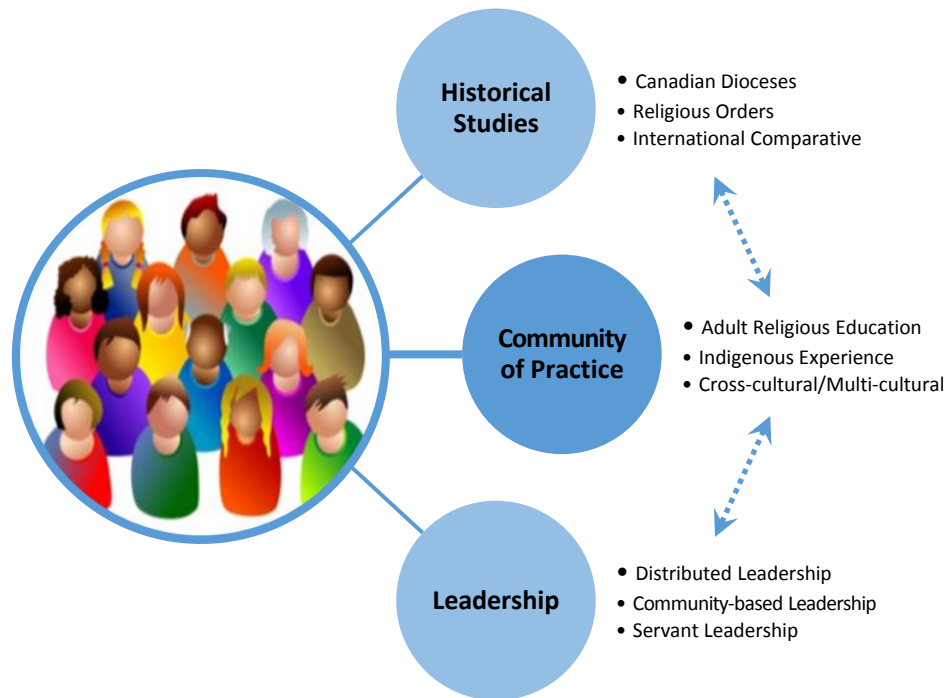 Historical
Studies
• Canadian Dioceses
• Religious Orders
• International Comparative
Community
of Practice
• Adult Religious Education
• Indigenous Experience
• Cross-cultural/Multi-cultural
Leadership
• Distributed Leadership
• Community-based Leadership
• Servant Leadership